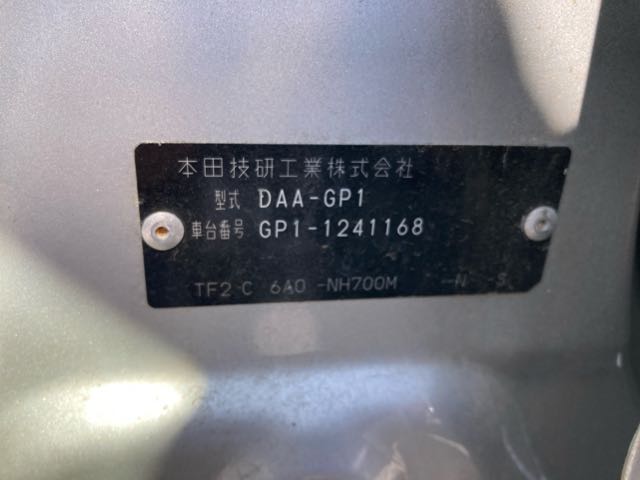 本田技研工業株式会社
型式 DAA-GP1
車台番号 GP1-1241168
TF2 C 6A0 -NH700M -N S